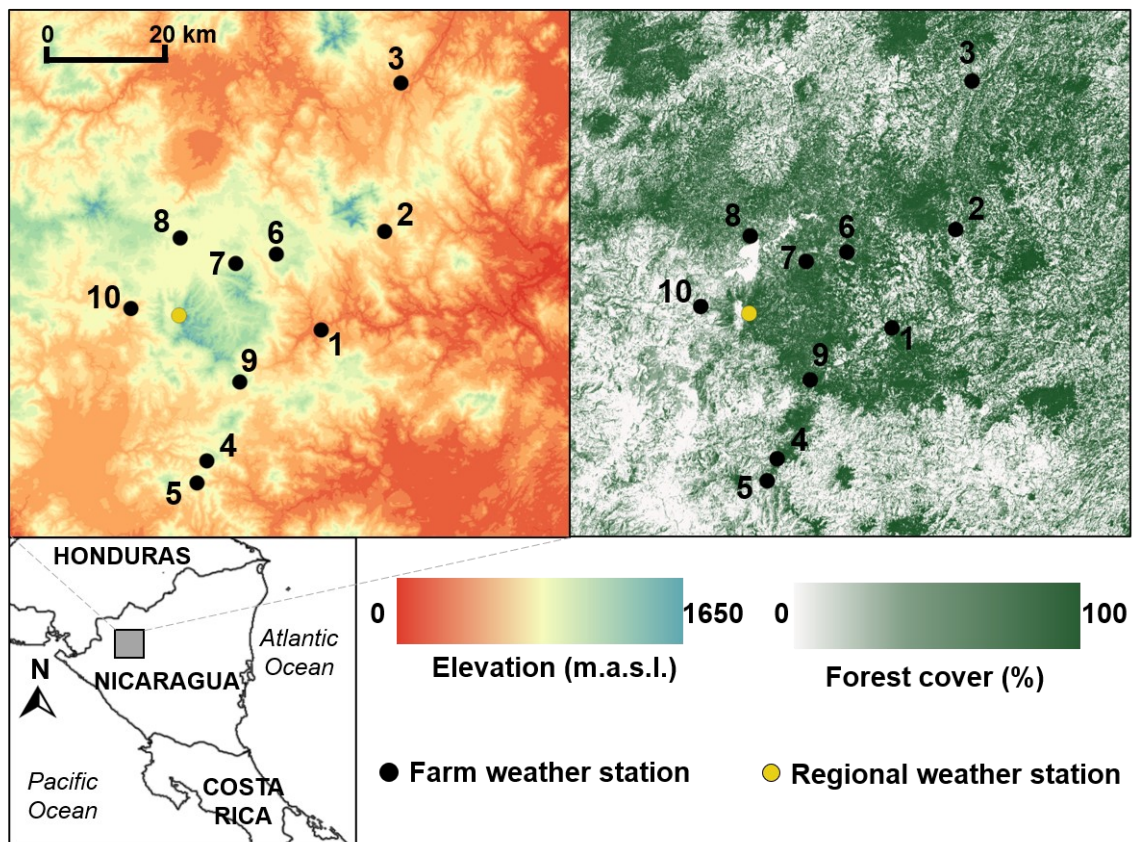 0 20 km
3
2
8
6
7
10
1
9
4
5
3
2
8
6
7
10
1
9
4
5
HONDURAS
Atlantic
Ocean
N
NICARAGUA
Pacific
Ocean
COSTA
RICA
0 1650
Elevation (m.a.s.l.)
0 100
Forest cover (%)
Farm weather station
Regional weather station